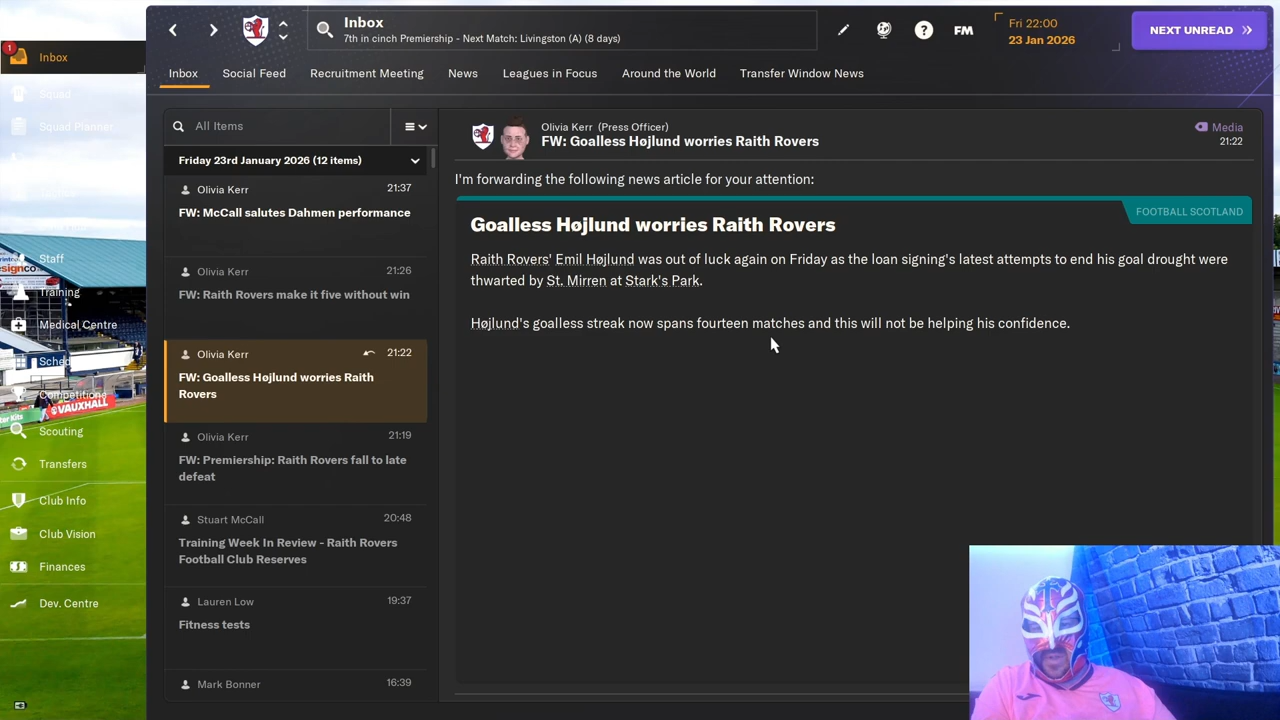 Inbox
7th in cinch Premiership - Next Match: Livingston (A) (8 days)
FM
Fri 22:00
23 Jan 2026
NEXT UNREAD
1
Inbox
Squad
Squad Planner
Staff
Training
Medical Centre
Sched
Competitions
VAUXHALL
Scouting
Transfers
Club Info
Club Vision
Finances
Dev. Centre
Inbox
Social Feed
Recruitment Meeting
News
Leagues in Focus
Around the World
Transfer Window News
All Items
Friday 23rd January 2026 (12 items)
Olivia Kerr 21:37
FW: McCall salutes Dahmen performance
Olivia Kerr 21:26
FW: Raith Rovers make it five without win
Olivia Kerr 21:22
FW: Goalless Højlund worries Raith
Rovers
Olivia Kerr 21:19
FW: Premiership: Raith Rovers fall to late
defeat
Stuart McCall 20:48
Training Week In Review - Raith Rovers
Football Club Reserves
Lauren Low 19:37
Fitness tests
Mark Bonner 16:39
Olivia Kerr (Press Officer)
FW: Goalless Højlund worries Raith Rovers
Media
21:22
I'm forwarding the following news article for your attention:
FOOTBALL SCOTLAND
Goalless Højlund worries Raith Rovers
Raith Rovers' Emil Højlund was out of luck again on Friday as the loan signing's latest attempts to end his goal drought were
thwarted by St. Mirren at Stark's Park.
Højlund's goalless streak now spans fourteen matches and this will not be helping his confidence.